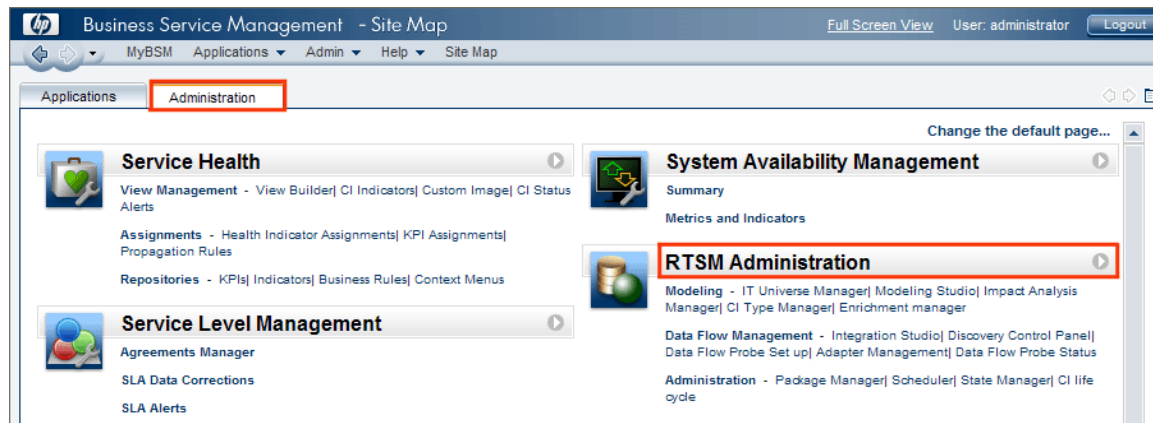 hp Business Service Management - Site Map Full Screen View User: administrator Logout
MyBSM Applications Admin Help Site Map
Applications Administration
Change the default page...
Service Health
View Management - View Builder| CI Indicators| Custom Image| CI Status
Alerts
Assignments - Health Indicator Assignments| KPI Assignments|
Propagation Rules
Repositories - KPIs| Indicators| Business Rules| Context Menus
Service Level Management
Agreements Manager
SLA Data Corrections
SLA Alerts
System Availability Management
Summary
Metrics and Indicators
RTSM Administration
Modeling - IT Universe Manager| Modeling Studio| Impact Analysis
Manager| CI Type Manager| Enrichment manager
Data Flow Management - Integration Studio| Discovery Control Panel|
Data Flow Probe Set up| Adapter Management| Data Flow Probe Status
Administration - Package Manager| Scheduler| State Manager| CI life
cycle